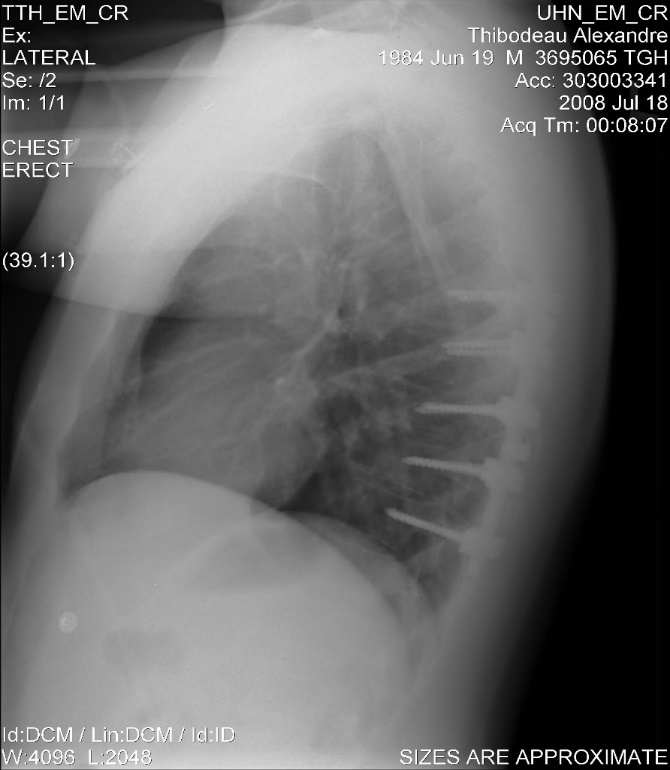 TTH_EM_CR
Ex:
LATERAL
Se: /2
Im: 1/1
CHEST
ERECT
(39.1:1)
UHN_EM_CR
Thibodeau Alexandre
1984 Jun 19 M 3695065 TGH
Acc: 303003341
2008 Jul 18
Acq Tm: 00:08:07
Id:DCM / Lin:DCM / Id:ID
W:4096 L:2048
SIZES ARE APPROXIMATE